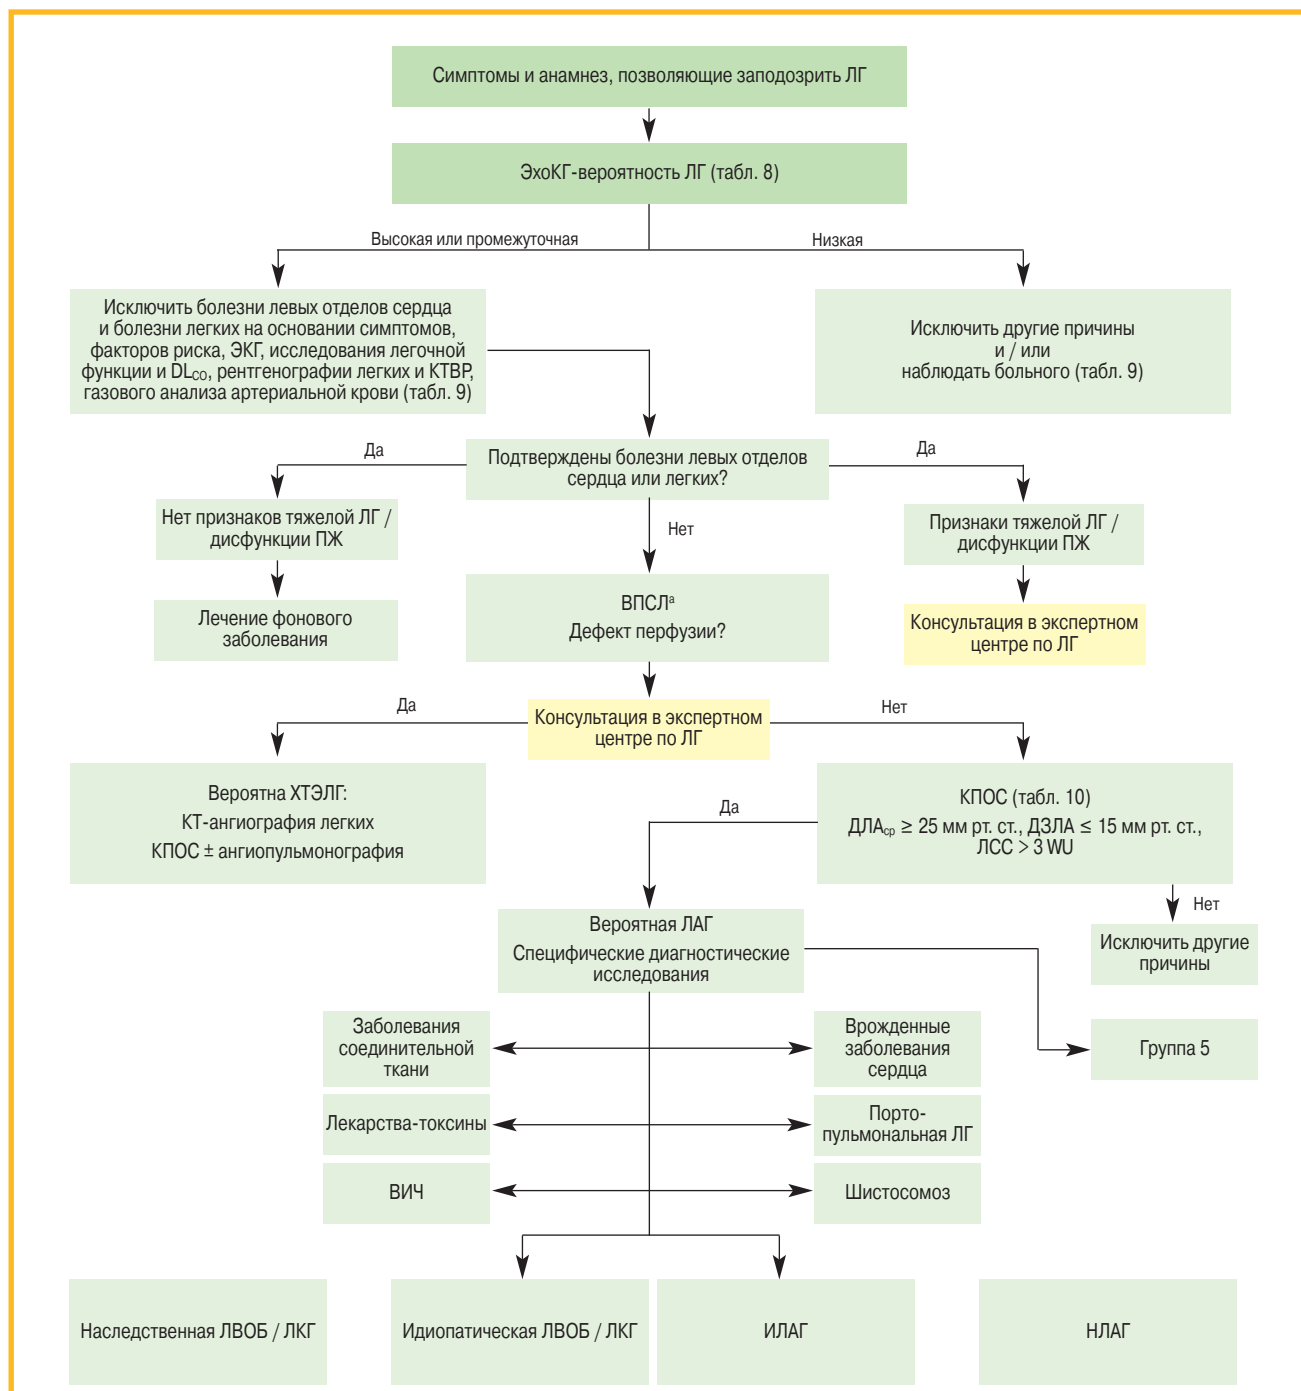 Симптомы и анамнез, позволяющие заподозрить ЛГ
ЭхоКГ-вероятность ЛГ (табл. 8)
Высокая или промежуточная
Низкая
Исключить болезни левых отделов сердца
и болезни легких на основании симптомов,
факторов риска, ЭКГ, исследования легочной
функции и DLCO, рентгенографии легких и КТВР,
газового анализа артериальной крови (табл. 9)
Исключить другие причины
и / или
наблюдать больного (табл. 9)
Да
Подтверждены болезни левых отделов
сердца или легких?
Да
Нет признаков тяжелой ЛГ /
дисфункции ПЖ
Нет
Признаки тяжелой ЛГ /
дисфункции ПЖ
Лечение фонового
заболевания
ВПСЛª
Дефект перфузии?
Консультация в экспертном
центре по ЛГ
Да
Консультация в экспертном
центре по ЛГ
Нет
Вероятна ХТЭЛГ:
КТ-ангиография легких
КПОС ± ангиопульмонография
Да
КПОС (табл. 10)
ДЛАср ≥ 25 мм рт. ст., ДЗЛА ≤ 15 мм рт. ст.,
ЛСС > 3 WU
Нет
Вероятная ЛАГ
Специфические диагностические
исследования
Исключить другие
причины
Заболевания
соединительной
ткани
Врожденные
заболевания
сердца
Группа 5
Лекарства-токсины
Порто-
пульмональная ЛГ
ВИЧ
Шистосомоз
Наследственная ЛВОБ / ЛКГ
Идиопатическая ЛВОБ / ЛКГ
ИЛАГ
НЛАГ